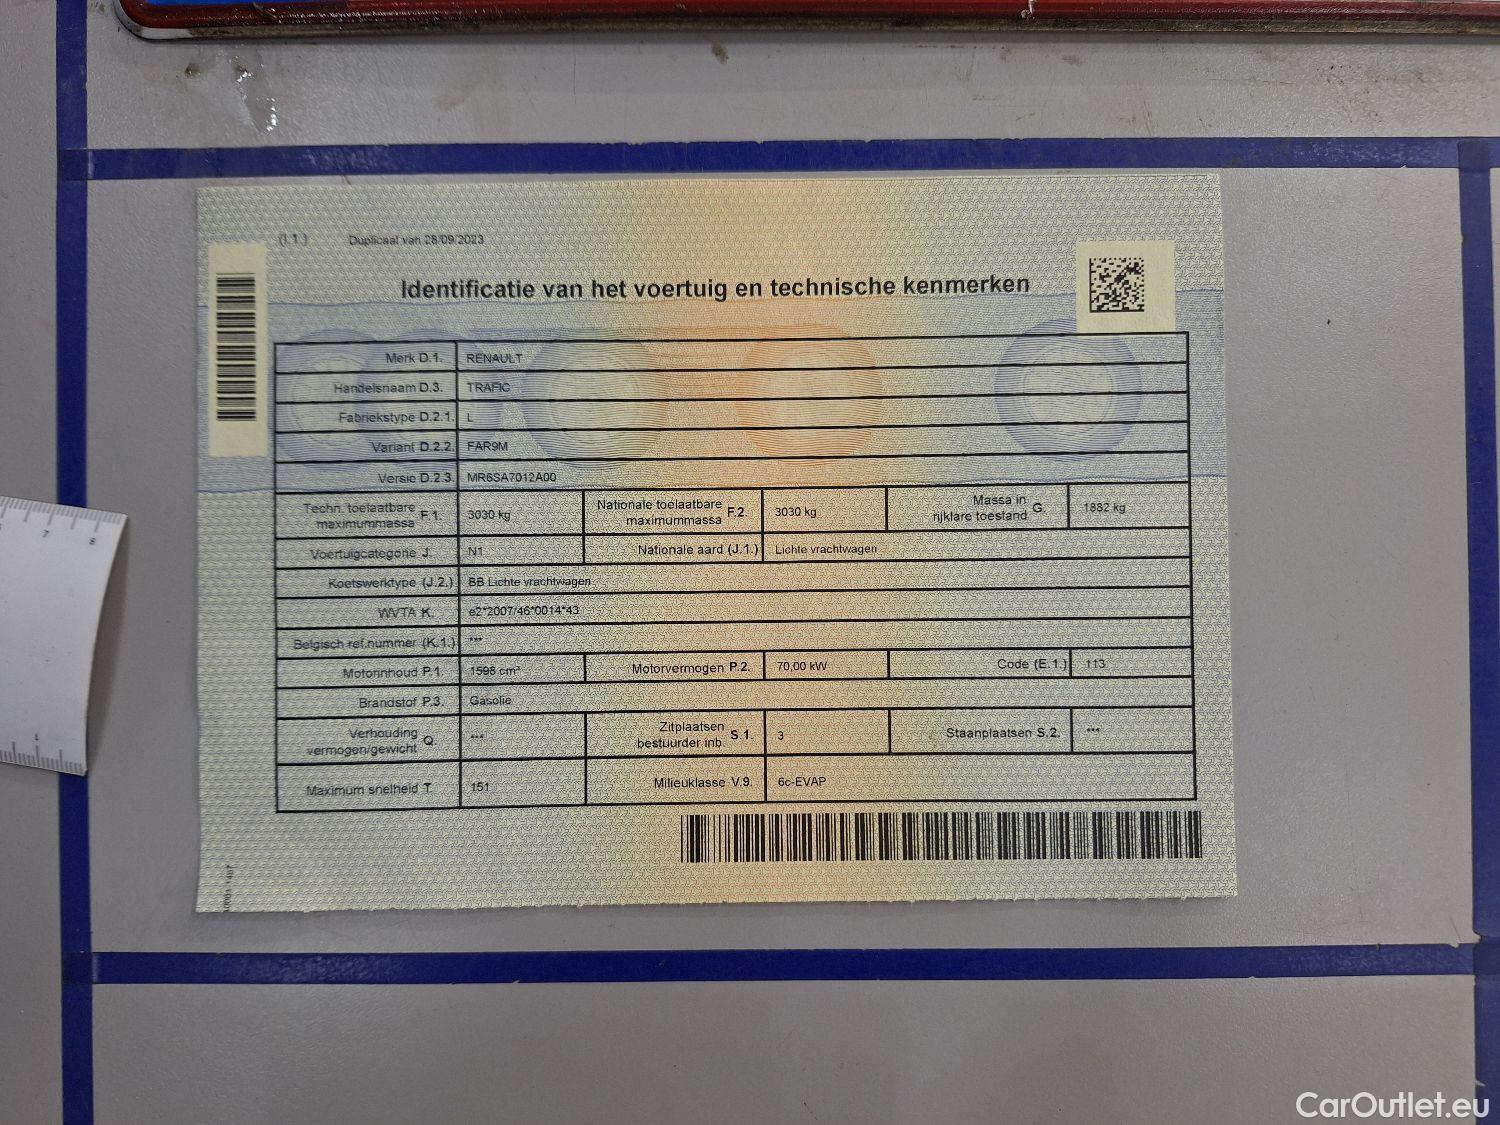 (I.1.) Duplicaat van 28/09/2023
Identificatie van het voertuig en technische kenmerken
Merk D.1. RENAULT
Handelsnaam D.3. TRAFIC
Fabriekstype D.2.1. L
Variant D.2.2. FAR9M
Versie D.2.3. MR6SA7012A00
Techn. toelaatbare maximummassa F.1. 3030 kg Nationale toelaatbare maximummassa F.2. 3030 kg Massa in rijklare toestand G. 1882 kg
Voertuigcategorie J. N1 Nationale aard (J.1.) Lichte vrachtwagen
Koetswerktype (J.2.) BB Lichte vrachtwagen
WVTA K. e2*2007/46*0014*43
Belgisch ref.nummer (K.1.) ***
Motorinhoud P.1. 1598 cm³ Motorvermogen P.2. 70,00 kW Code (E.1.) 113
Brandstof P.3. Gasolie
Verhouding vermogen/gewicht Q. *** Zitplaatsen bestuurder inb. S.1. 3 Staanplaatsen S.2. ***
Maximum snelheid T. 151 Milieuklasse V.9. 6c-EVAP
7 8
CarOutlet.eu